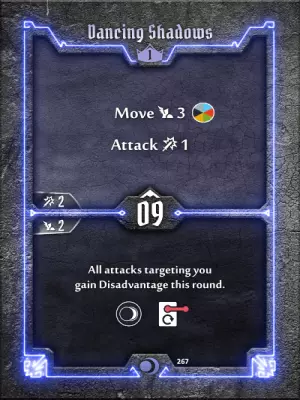 Dancing Shadows
1
Move 3
Attack 1
2
09
2
All attacks targeting you
gain Disadvantage this round.
267